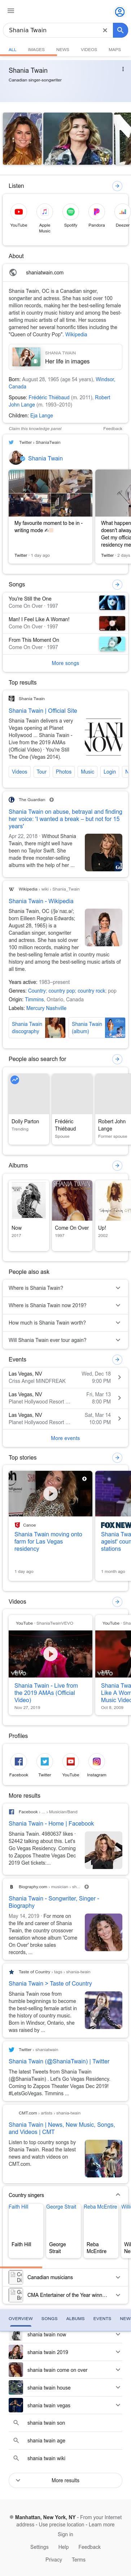 Shania Twain
ALL IMAGES NEWS VIDEOS MAPS
Shania Twain
Canadian singer-songwriter
Listen
YouTube Apple Music Spotify Pandora Deezer
About
shaniatwain.com
Shania Twain, OC is a Canadian singer,
songwriter and actress. She has sold over 100
million records, making her the best-selling female
artist in country music history and among the best-
selling music artists of all time. Her success
garnered her several honorific titles including the
"Queen of Country Pop". Wikipedia
SHANIA TWAIN
Her life in images
Born: August 28, 1965 (age 54 years), Windsor,
Canada
Spouse: Frédéric Thiébaud (m. 2011), Robert
John Lange (m. 1993–2010)
Children: Eja Lange
Claim this knowledge panel Feedback
Twitter › ShaniaTwain
Shania Twain
My favourite moment to be in -
writing mode
Twitter 1 day ago
What happen
doesn't alway
Get my officia
residency me
Twitter 2 days
Songs
You're Still the One
Come On Over · 1997
Man! I Feel Like A Woman!
Come On Over · 1997
From This Moment On
Come On Over · 1997
More songs
Top results
Shania Twain
Shania Twain | Official Site
Shania Twain delivers a very
Vegas opening at Planet
Hollywood ... Shania Twain -
Live (from the 2019 AMAs
Official Video) · You're Still
The One (Vegas 2014).
Videos Tour Photos Music Login
The Guardian
Shania Twain on abuse, betrayal and finding
her voice: 'I wanted a break – but not for 15
years'
Apr 22, 2018 · Without Shania
Twain, there might well have
been no Taylor Swift. She
made three monster-selling
albums with the help of her ...
Wikipedia › wiki › Shania_Twain
Shania Twain - Wikipedia
Shania Twain, OC (/ʃəˈnaɪ.ə/;
born Eileen Regina Edwards;
August 28, 1965) is a
Canadian singer, songwriter,
and actress. She has sold
over 100 million records, making her the best-
selling female artist in country music history and
among the best-selling music artists of all time.
Years active: 1983–present
Genres: Country, country pop, country rock, pop
Origin: Timmins, Ontario, Canada
Labels: Mercury Nashville
Shania Twain discography
Shania Twain (album)
People also search for
Dolly Parton
Trending
Frédéric Thiébaud
Spouse
Robert John Lange
Former spouse
Albums
Now
2017
Come On Over
1997
Up!
2002
People also ask
Where is Shania Twain?
Where is Shania Twain now 2019?
How much is Shania Twain worth?
Will Shania Twain ever tour again?
Events
Las Vegas, NV Wed, Dec 18
Criss Angel MINDFREAK 9:00 PM
Las Vegas, NV Fri, Mar 13
Planet Hollywood Resort ... 8:00 PM
Las Vegas, NV Sat, Mar 14
Planet Hollywood Resort ... 10:00 PM
More events
Top stories
Canoe
Shania Twain moving onto
farm for Las Vegas
residency
1 day ago
FOX NEW
Shania Twa
ageist' coun
stations
1 month ago
Videos
YouTube · ShaniaTwainVEVO
vevo
Shania Twain - Live from
the 2019 AMAs (Official
Video)
Nov 27, 2019
YouTube · Sha
vevo
Shania Twa
Like A Wom
Music Video
Oct 8, 2009
Profiles
Facebook Twitter YouTube Instagram
More results
Facebook › ... › Musician/Band
Shania Twain - Home | Facebook
Shania Twain. 4980637 likes ·
52442 talking about this. Let's
Go Vegas Residency. Coming
to Zappos Theater Vegas Dec
2019! Get tickets:...
Biography.com › musician › sh...
Shania Twain - Songwriter, Singer -
Biography
May 14, 2019 · For more on
the life and career of Shania
Twain, the country crossover
sensation whose album 'Come
On Over' broke sales
records, ...
Taste of Country › tags › shania-twain
Shania Twain > Taste of Country
Shania Twain rose from
humble beginnings to become
the best-selling female artist in
the history of country music.
Born in Windsor, Ontario, she
was raised by ...
Twitter › shaniatwain
Shania Twain (@ShaniaTwain) | Twitter
The latest Tweets from Shania Twain
(@ShaniaTwain) . Let's Go Vegas Residency.
Coming to Zappos Theater Vegas Dec 2019!
#LetsGoVegas. Timmins ...
CMT.com › artists › shania-twain
Shania Twain | News, New Music, Songs,
and Videos | CMT
Listen to top country songs by
Shania Twain. Read the latest
news and watch videos on
CMT.com.
Country singers
Faith Hill George Strait Reba McEntire
Faith Hill
George Strait
Reba McEntire
Canadian musicians
CMA Entertainer of the Year winn...
OVERVIEW SONGS ALBUMS EVENTS NEW
shania twain now
shania twain 2019
shania twain come on over
shania twain house
shania twain vegas
shania twain son
shania twain age
shania twain wiki
More results
Manhattan, New York, NY - From your Internet
address - Use precise location - Learn more
Sign in
Settings Help Feedback
Privacy Terms